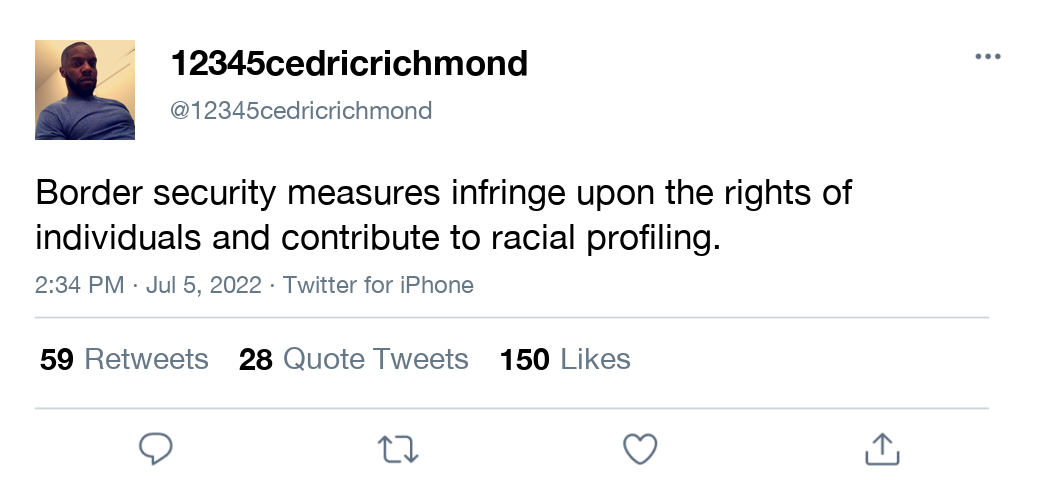 12345cedricrichmond
@12345cedricrichmond
Border security measures infringe upon the rights of
individuals and contribute to racial profiling.
2:34 PM · Jul 5, 2022 · Twitter for iPhone
59 Retweets 28 Quote Tweets 150 Likes